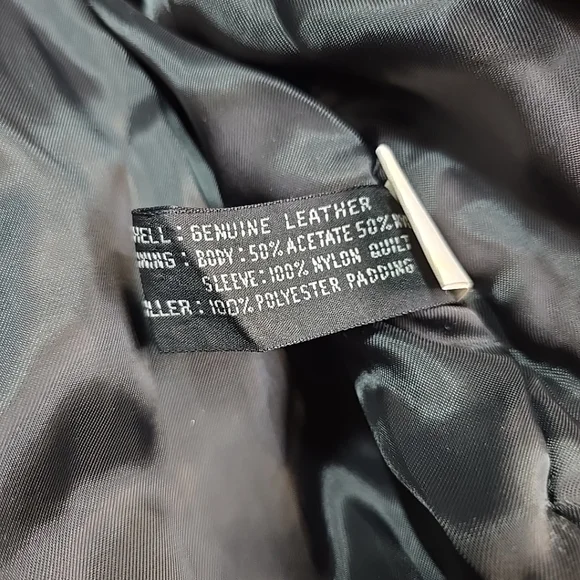 HELL: GENUINE LEATHER
NING: BODY: 50% ACETATE 50%
SLEEVE: 100% NYLON QUILT
LLER: 100% POLYESTER PADDING